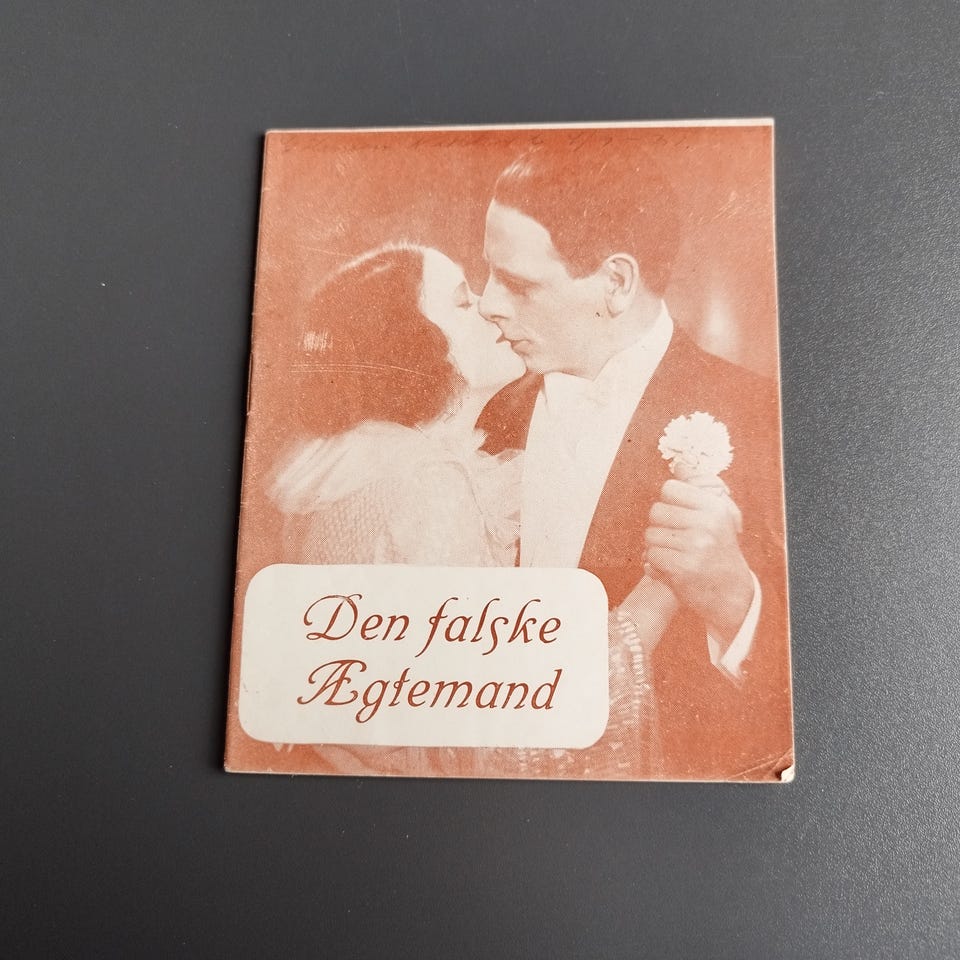 Den falske
Ægtemand